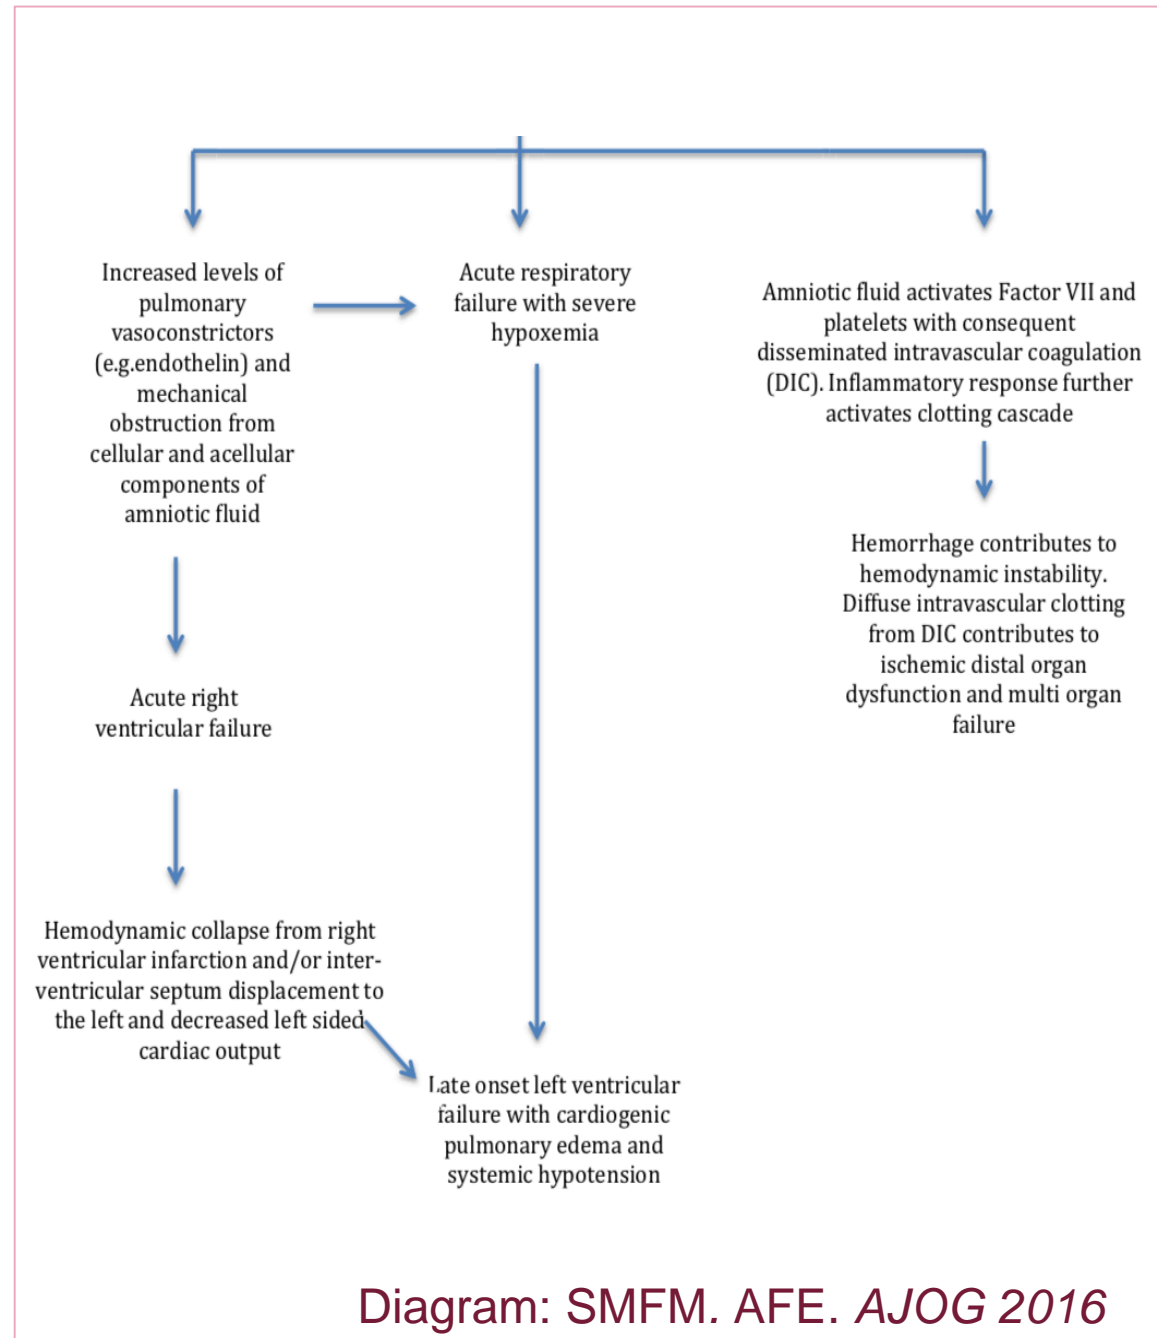 Increased levels of
pulmonary
vasoconstrictors
(e.g.endothelin) and
mechanical
obstruction from
cellular and acellular
components of
amniotic fluid
Acute respiratory
failure with severe
hypoxemia
Amniotic fluid activates Factor VII and
platelets with consequent
disseminated intravascular coagulation
(DIC). Inflammatory response further
activates clotting cascade
Hemorrhage contributes to
hemodynamic instability.
Diffuse intravascular clotting
from DIC contributes to
ischemic distal organ
dysfunction and multi organ
failure
Acute right
ventricular failure
Hemodynamic collapse from right
ventricular infarction and/or inter-
ventricular septum displacement to
the left and decreased left sided
cardiac output
Late onset left ventricular
failure with cardiogenic
pulmonary edema and
systemic hypotension
Diagram: SMFM. AFE. AJOG 2016